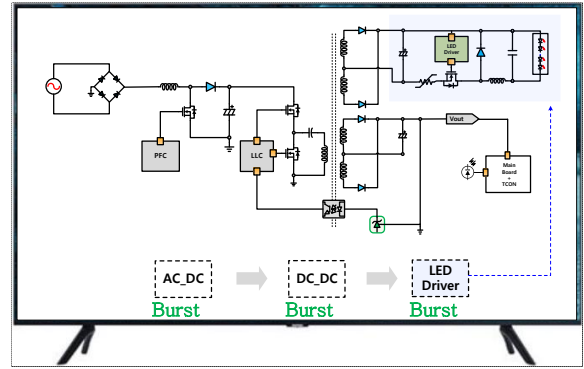 LED
Driver
Vout
PFC
LLC
Main
Board
+
TCON
AC_DC
DC_DC
LED
Driver
Burst
Burst
Burst